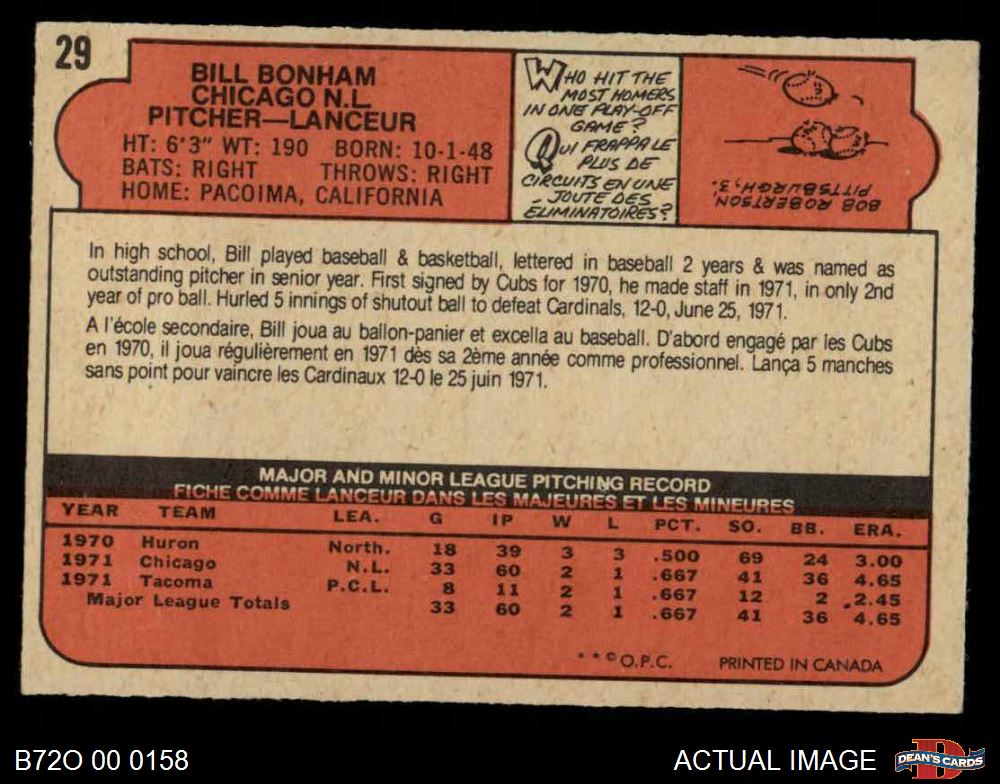 29
BILL BONHAM
CHICAGO N.L.
PITCHER—LANCEUR
HT: 6'3" WT: 190 BORN: 10-1-48
BATS: RIGHT THROWS: RIGHT
HOME: PACOIMA, CALIFORNIA
WHO HIT THE
MOST HOMERS
IN ONE PLAY-OFF
GAME?
QUI FRAPPA LE
PLUS DE
CIRCUITS EN UNE
JOUTE DES
ÉLIMINATOIRES?
BOB ROBERTSON
PITTSBURGH, 3.
In high school, Bill played baseball & basketball, lettered in baseball 2 years & was named as
outstanding pitcher in senior year. First signed by Cubs for 1970, he made staff in 1971, in only 2nd
year of pro ball. Hurled 5 innings of shutout ball to defeat Cardinals, 12-0, June 25, 1971.
A l'école secondaire, Bill joua au ballon-panier et excella au baseball. D'abord engagé par les Cubs
en 1970, il joua régulièrement en 1971 dès sa 2ème année comme professionnel. Lança 5 manches
sans point pour vaincre les Cardinaux 12-0 le 25 juin 1971.
MAJOR AND MINOR LEAGUE PITCHING RECORD
FICHE COMME LANCEUR DANS LES MAJEURES ET LES MINEURES
YEAR TEAM LEA. G IP W L PCT. SO. BB. ERA.
1970 Huron North. 18 39 3 3 .500 69 24 3.00
1971 Chicago N.L. 33 60 2 1 .667 41 36 4.65
1971 Tacoma P.C.L. 8 11 2 1 .667 12 2 2.45
Major League Totals 33 60 2 1 .667 41 36 4.65
* * © O.P.C. PRINTED IN CANADA
B72O 00 0158
ACTUAL IMAGE
DEAN'S CARDS